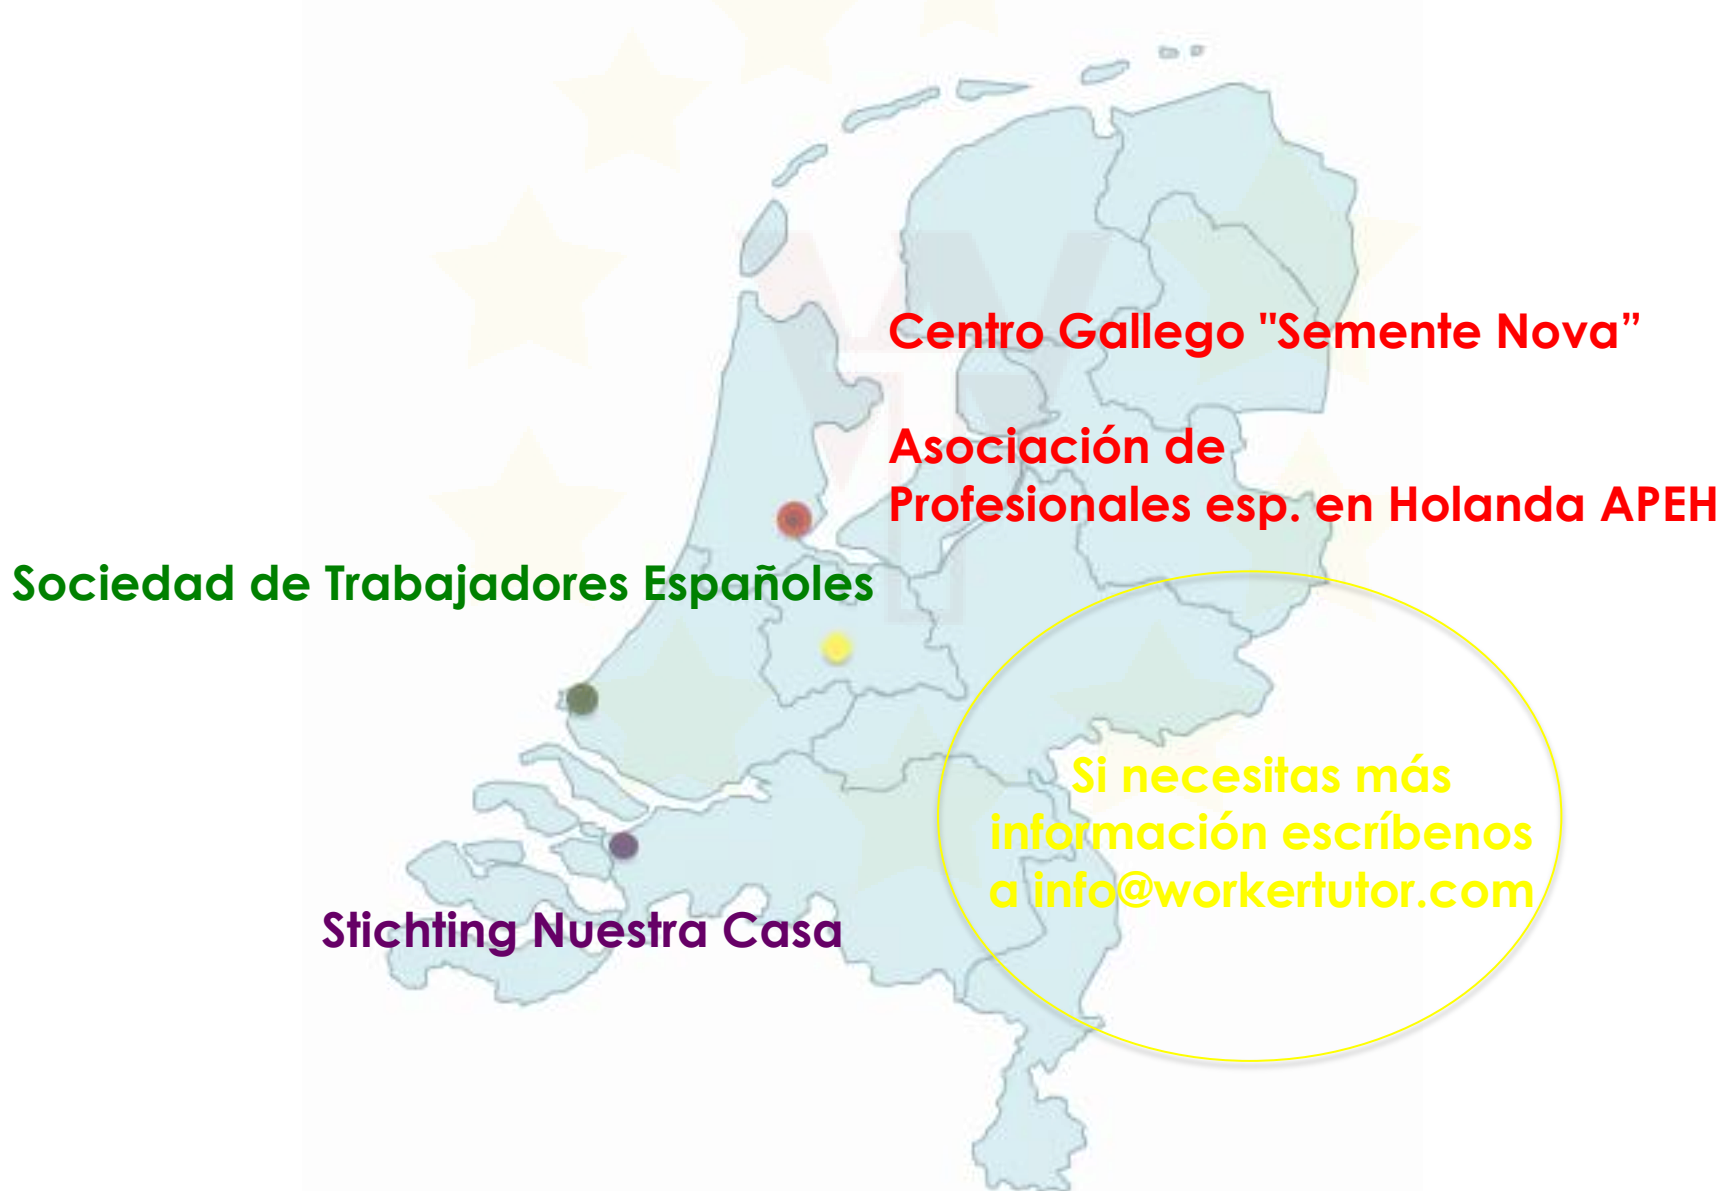 Centro Gallego "Semente Nova”
Asociación de
Profesionales esp. en Holanda APEH
Sociedad de Trabajadores Españoles
Si necesitas más
información escríbenos
a info@workertutor.com
Stichting Nuestra Casa